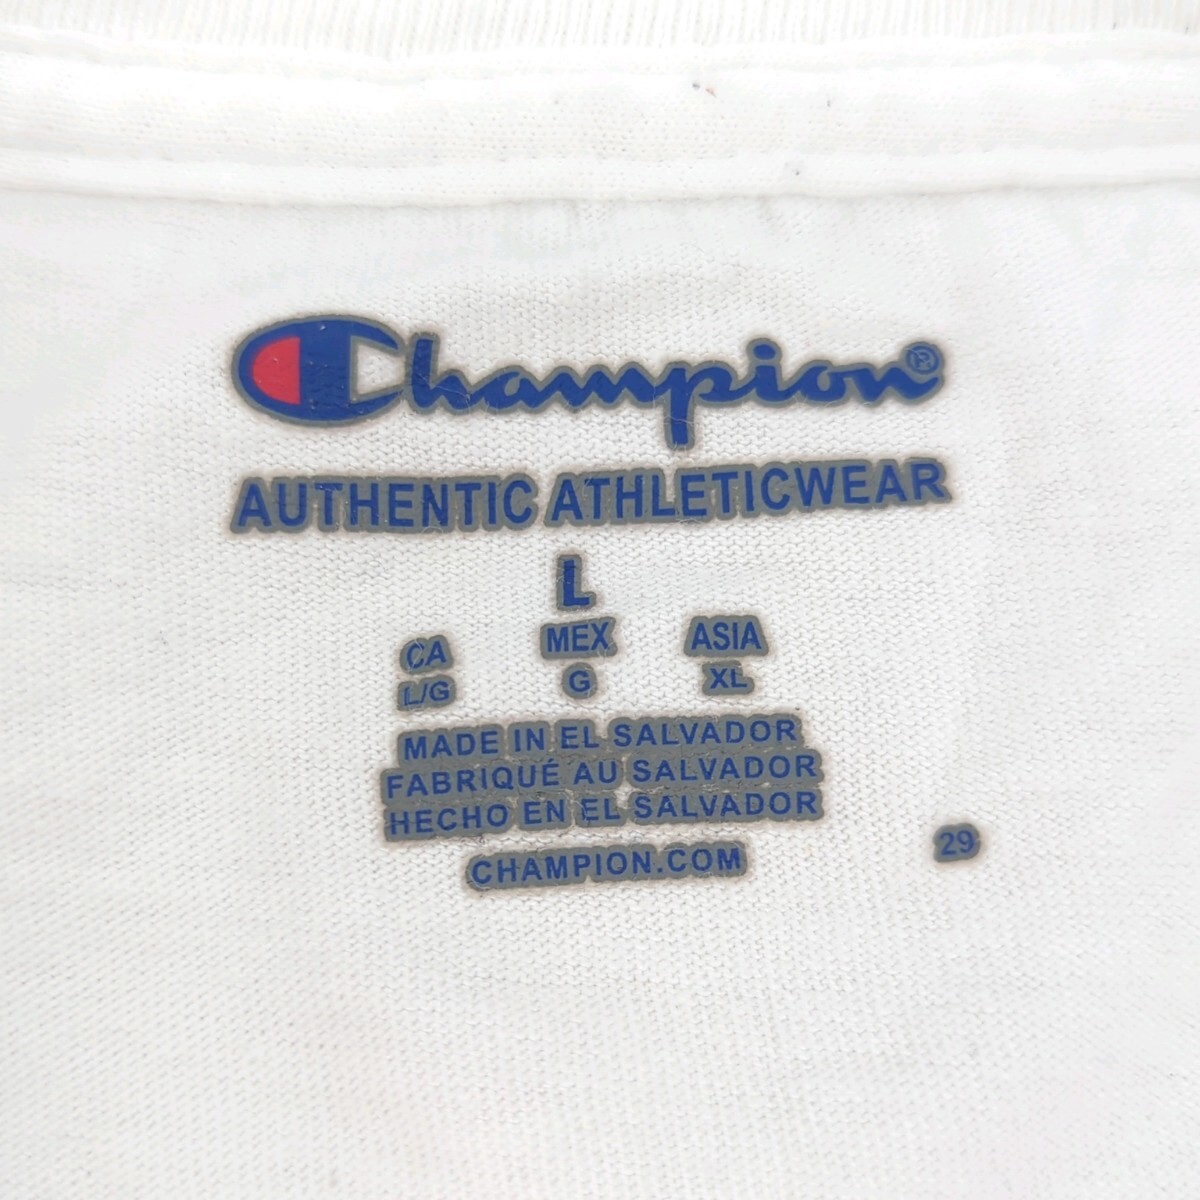 Champion®
AUTHENTIC ATHLETICWEAR
L
CA MEX ASIA
L/G G XL
MADE IN EL SALVADOR
FABRIQUÉ AU SALVADOR
HECHO EN EL SALVADOR
CHAMPION.COM
29